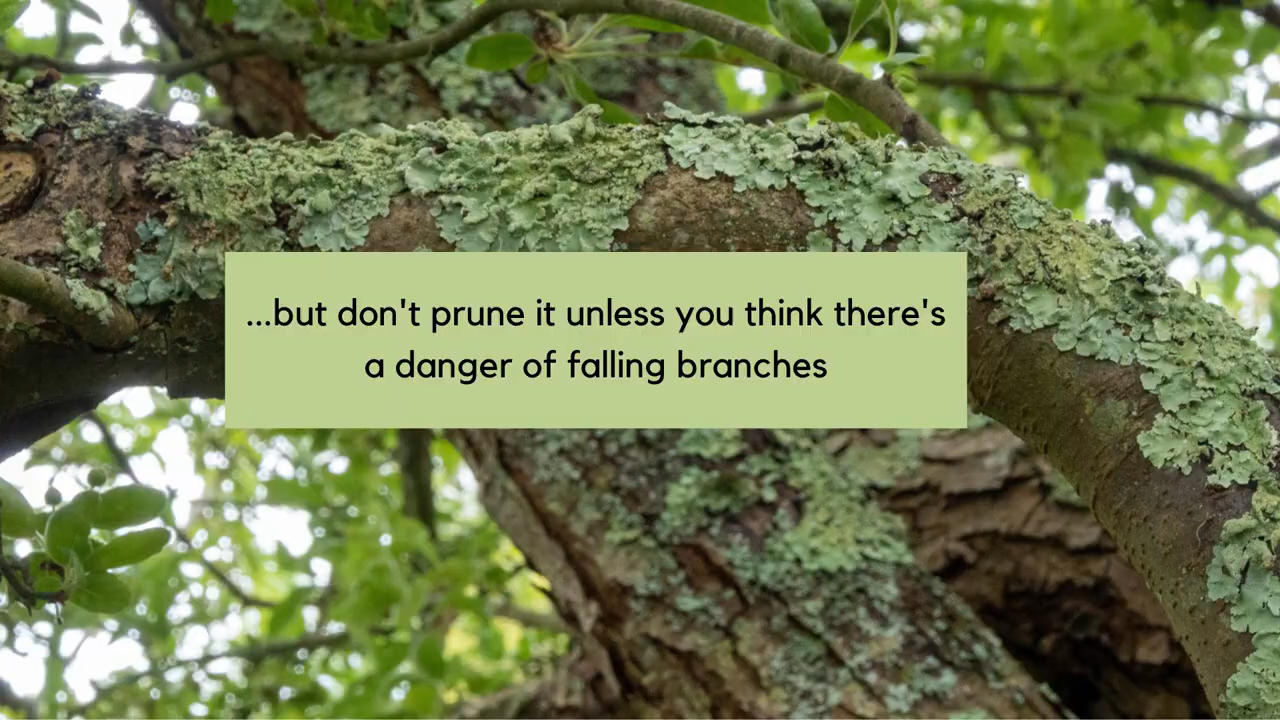 ...but don't prune it unless you think there's
a danger of falling branches